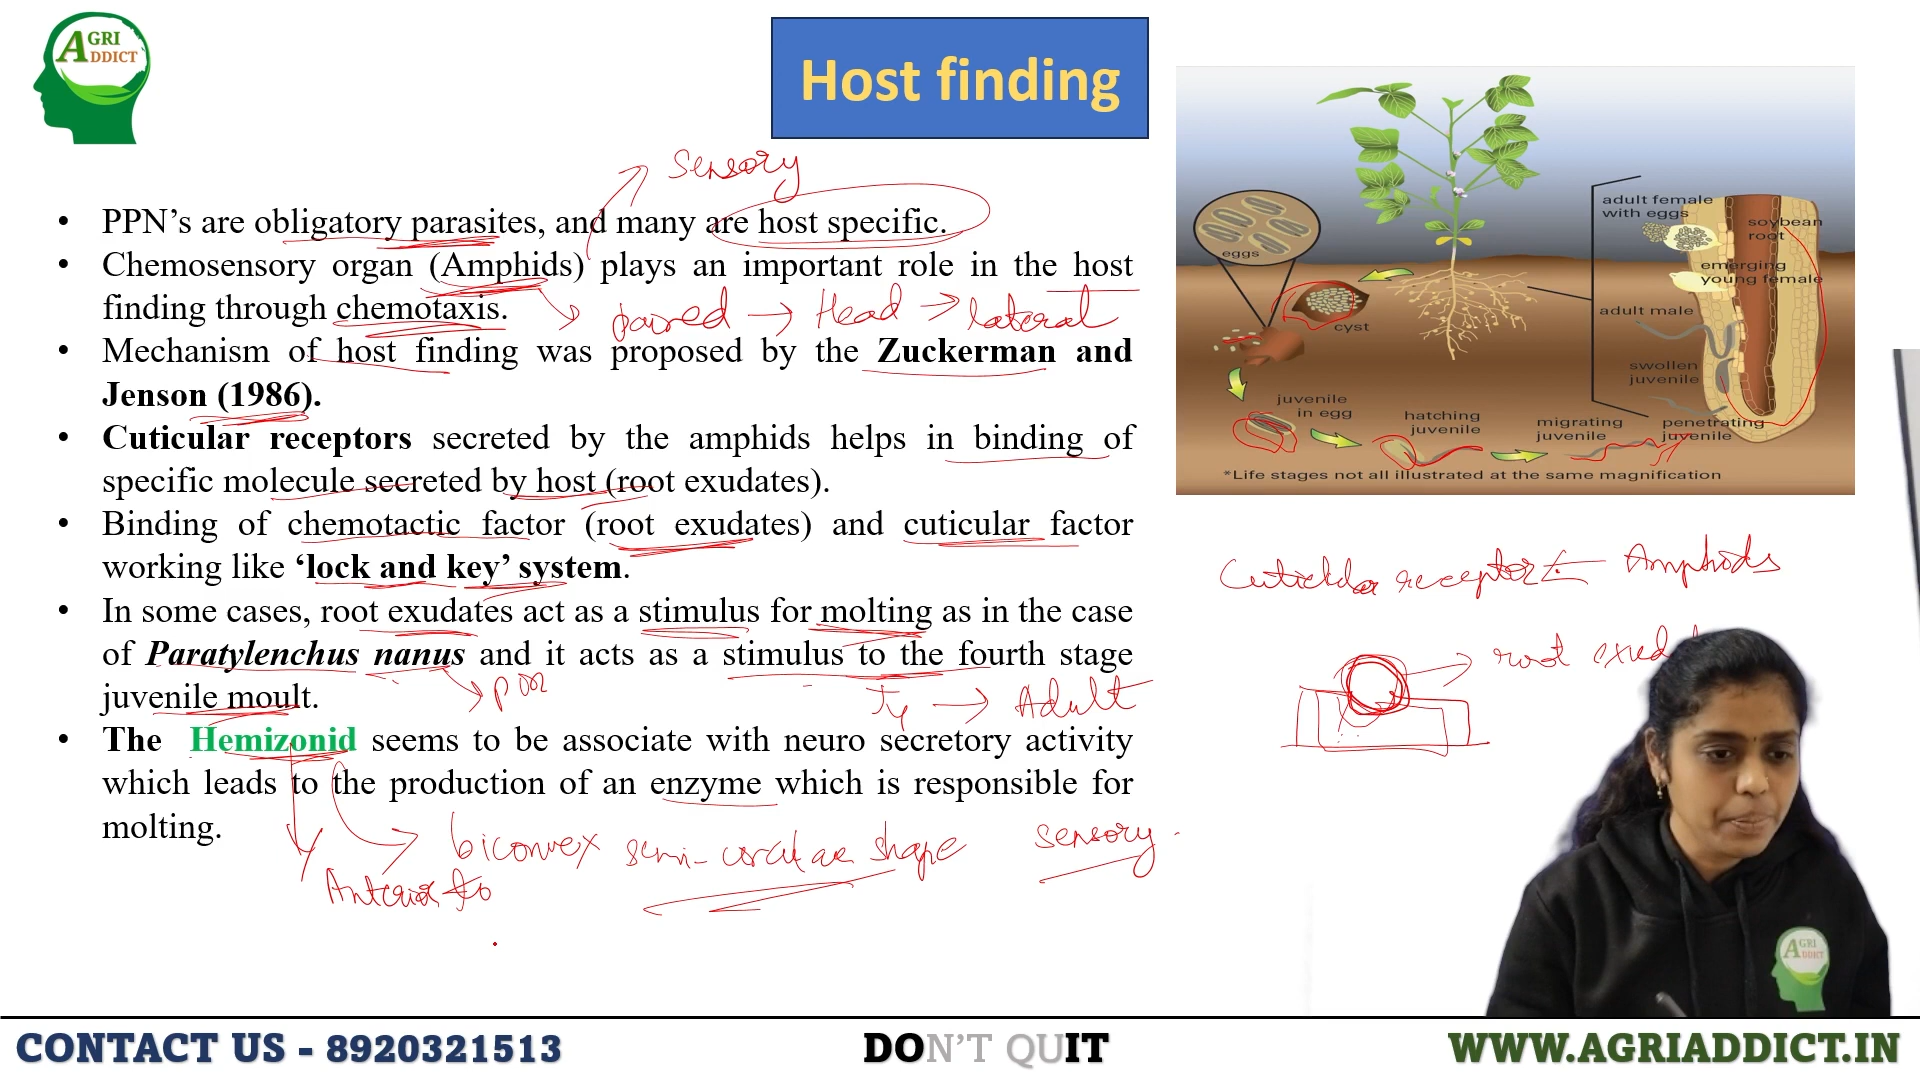 AGRI
ADDICT
Host finding
Sensory
• PPN’s are obligatory parasites, and many are host specific.
• Chemosensory organ (Amphids) plays an important role in the host
finding through chemotaxis.
paired → Head → lateral
• Mechanism of host finding was proposed by the Zuckerman and
Jenson (1986).
• Cuticular receptors secreted by the amphids helps in binding of
specific molecule secreted by host (root exudates).
• Binding of chemotactic factor (root exudates) and cuticular factor
working like ‘lock and key’ system.
• In some cases, root exudates act as a stimulus for molting as in the case
of Paratylenchus nanus and it acts as a stimulus to the fourth stage
juvenile moult.
J4 → Adult
• The Hemizonid seems to be associate with neuro secretory activity
which leads to the production of an enzyme which is responsible for
molting.
biconvex semi-circular shape
sensory
Anterior to
eggs
cyst
juvenile
in egg
hatching
juvenile
migrating
juvenile
penetrating
juvenile
adult female
with eggs
soybean
root
emerging
young female
adult male
swollen
juvenile
*Life stages not all illustrated at the same magnification
Cuticular receptor Amphids
root
AGRI
ADDICT
CONTACT US - 8920321513
DON’T QUIT
WWW.AGRIADDICT.IN